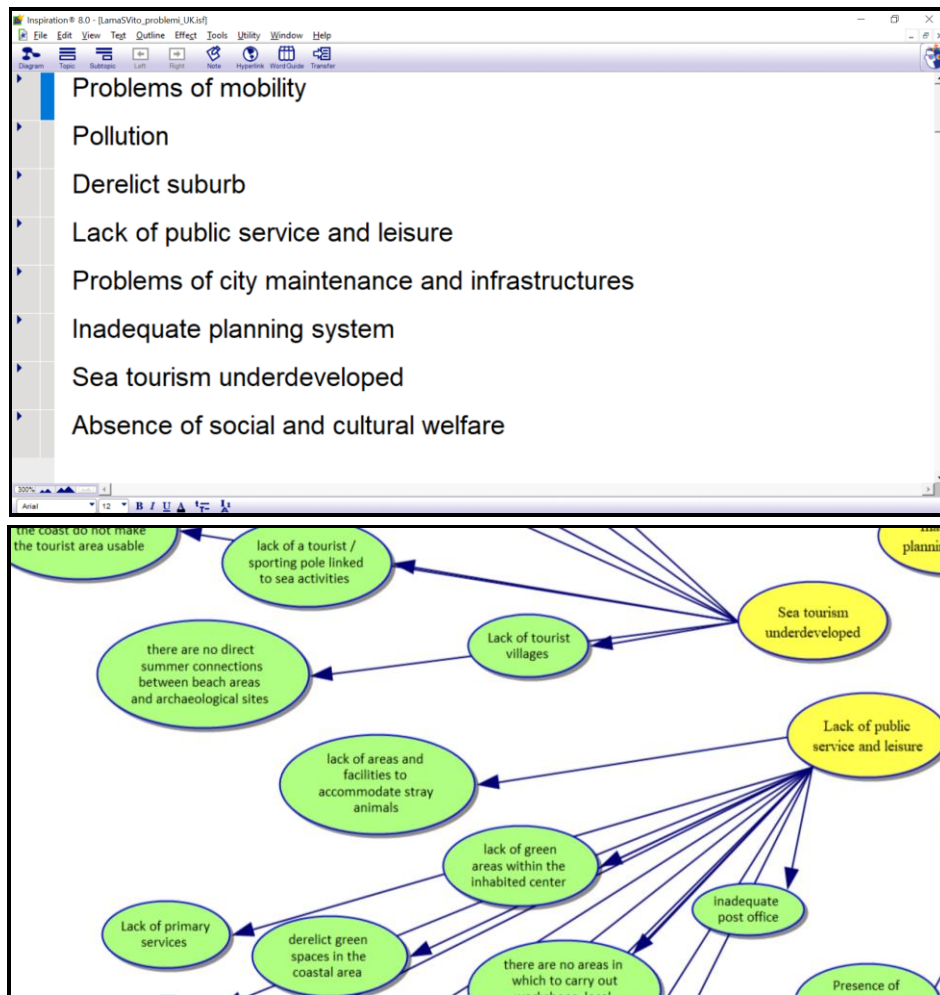 Inspiration® 8.0 - [LamaSVito_problemi_UK.isf]
File Edit View Text Outline Effect Tools Utility Window Help
Diagram Topic Subtopic Left Right Note Hyperlink Word Guide Transfer
Problems of mobility
Pollution
Derelict suburb
Lack of public service and leisure
Problems of city maintenance and infrastructures
Inadequate planning system
Sea tourism underdeveloped
Absence of social and cultural welfare
300%
Arial 12 B I U A
the coast do not make
the tourist area usable
lack of a tourist /
sporting pole linked
to sea activities
Sea tourism
underdeveloped
Lack of tourist
villages
there are no direct
summer connections
between beach areas
and archaeological sites
Lack of public
service and leisure
lack of areas and
facilities to
accommodate stray
animals
lack of green
areas within the
inhabited center
inadequate
post office
Lack of primary
services
derelict green
spaces in the
coastal area
there are no areas in
which to carry out
Presence of